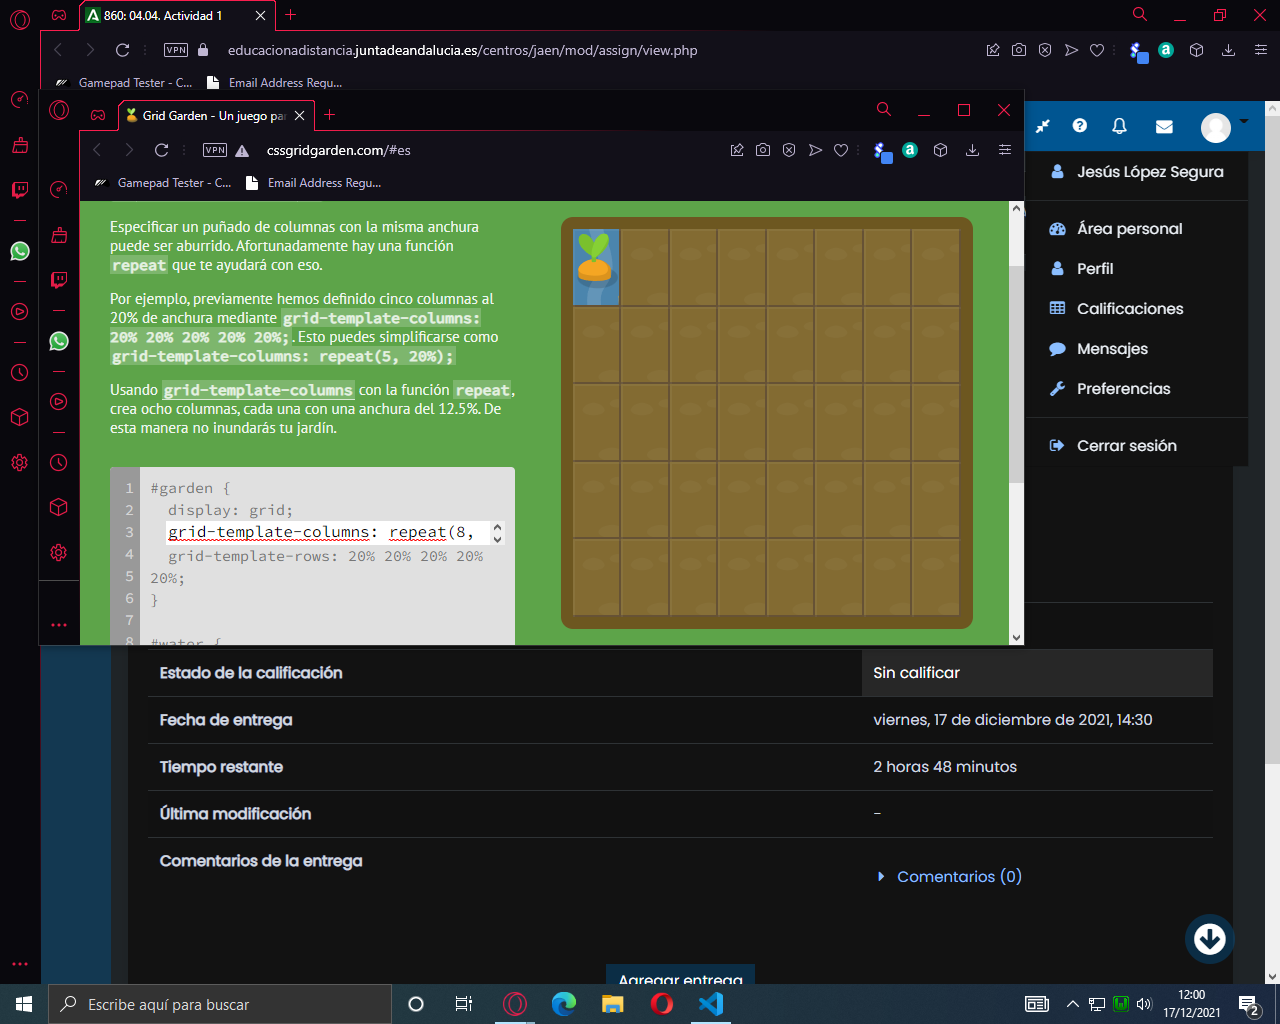 860: 04.04. Actividad 1
VPN
educacionadistancia.juntadeandalucia.es/centros/jaen/mod/assign/view.php
Gamepad Tester - C...
Email Address Regu...
Grid Garden - Un juego pa
VPN
cssgridgarden.com/#es
Gamepad Tester - C...
Email Address Regu...
Especificar un puñado de columnas con la misma anchura
puede ser aburrido. Afortunadamente hay una función
repeat que te ayudará con eso.
Por ejemplo, previamente hemos definido cinco columnas al
20% de anchura mediante grid-template-columns:
20% 20% 20% 20% 20%;. Esto puedes simplificarse como
grid-template-columns: repeat(5, 20%);
Usando grid-template-columns con la función repeat,
crea ocho columnas, cada una con una anchura del 12.5%. De
esta manera no inundarás tu jardín.
1 #garden {
2 display: grid;
3 grid-template-columns: repeat(8,
4 grid-template-rows: 20% 20% 20% 20%
5 20%;
6 }
7
8 #water {
Jesús López Segura
Área personal
Perfil
Calificaciones
Mensajes
Preferencias
Cerrar sesión
Estado de la calificación
Sin calificar
Fecha de entrega
viernes, 17 de diciembre de 2021, 14:30
Tiempo restante
2 horas 48 minutos
Última modificación
-
Comentarios de la entrega
Comentarios (0)
Agregar entrega
Escribe aquí para buscar
12:00
17/12/2021
2